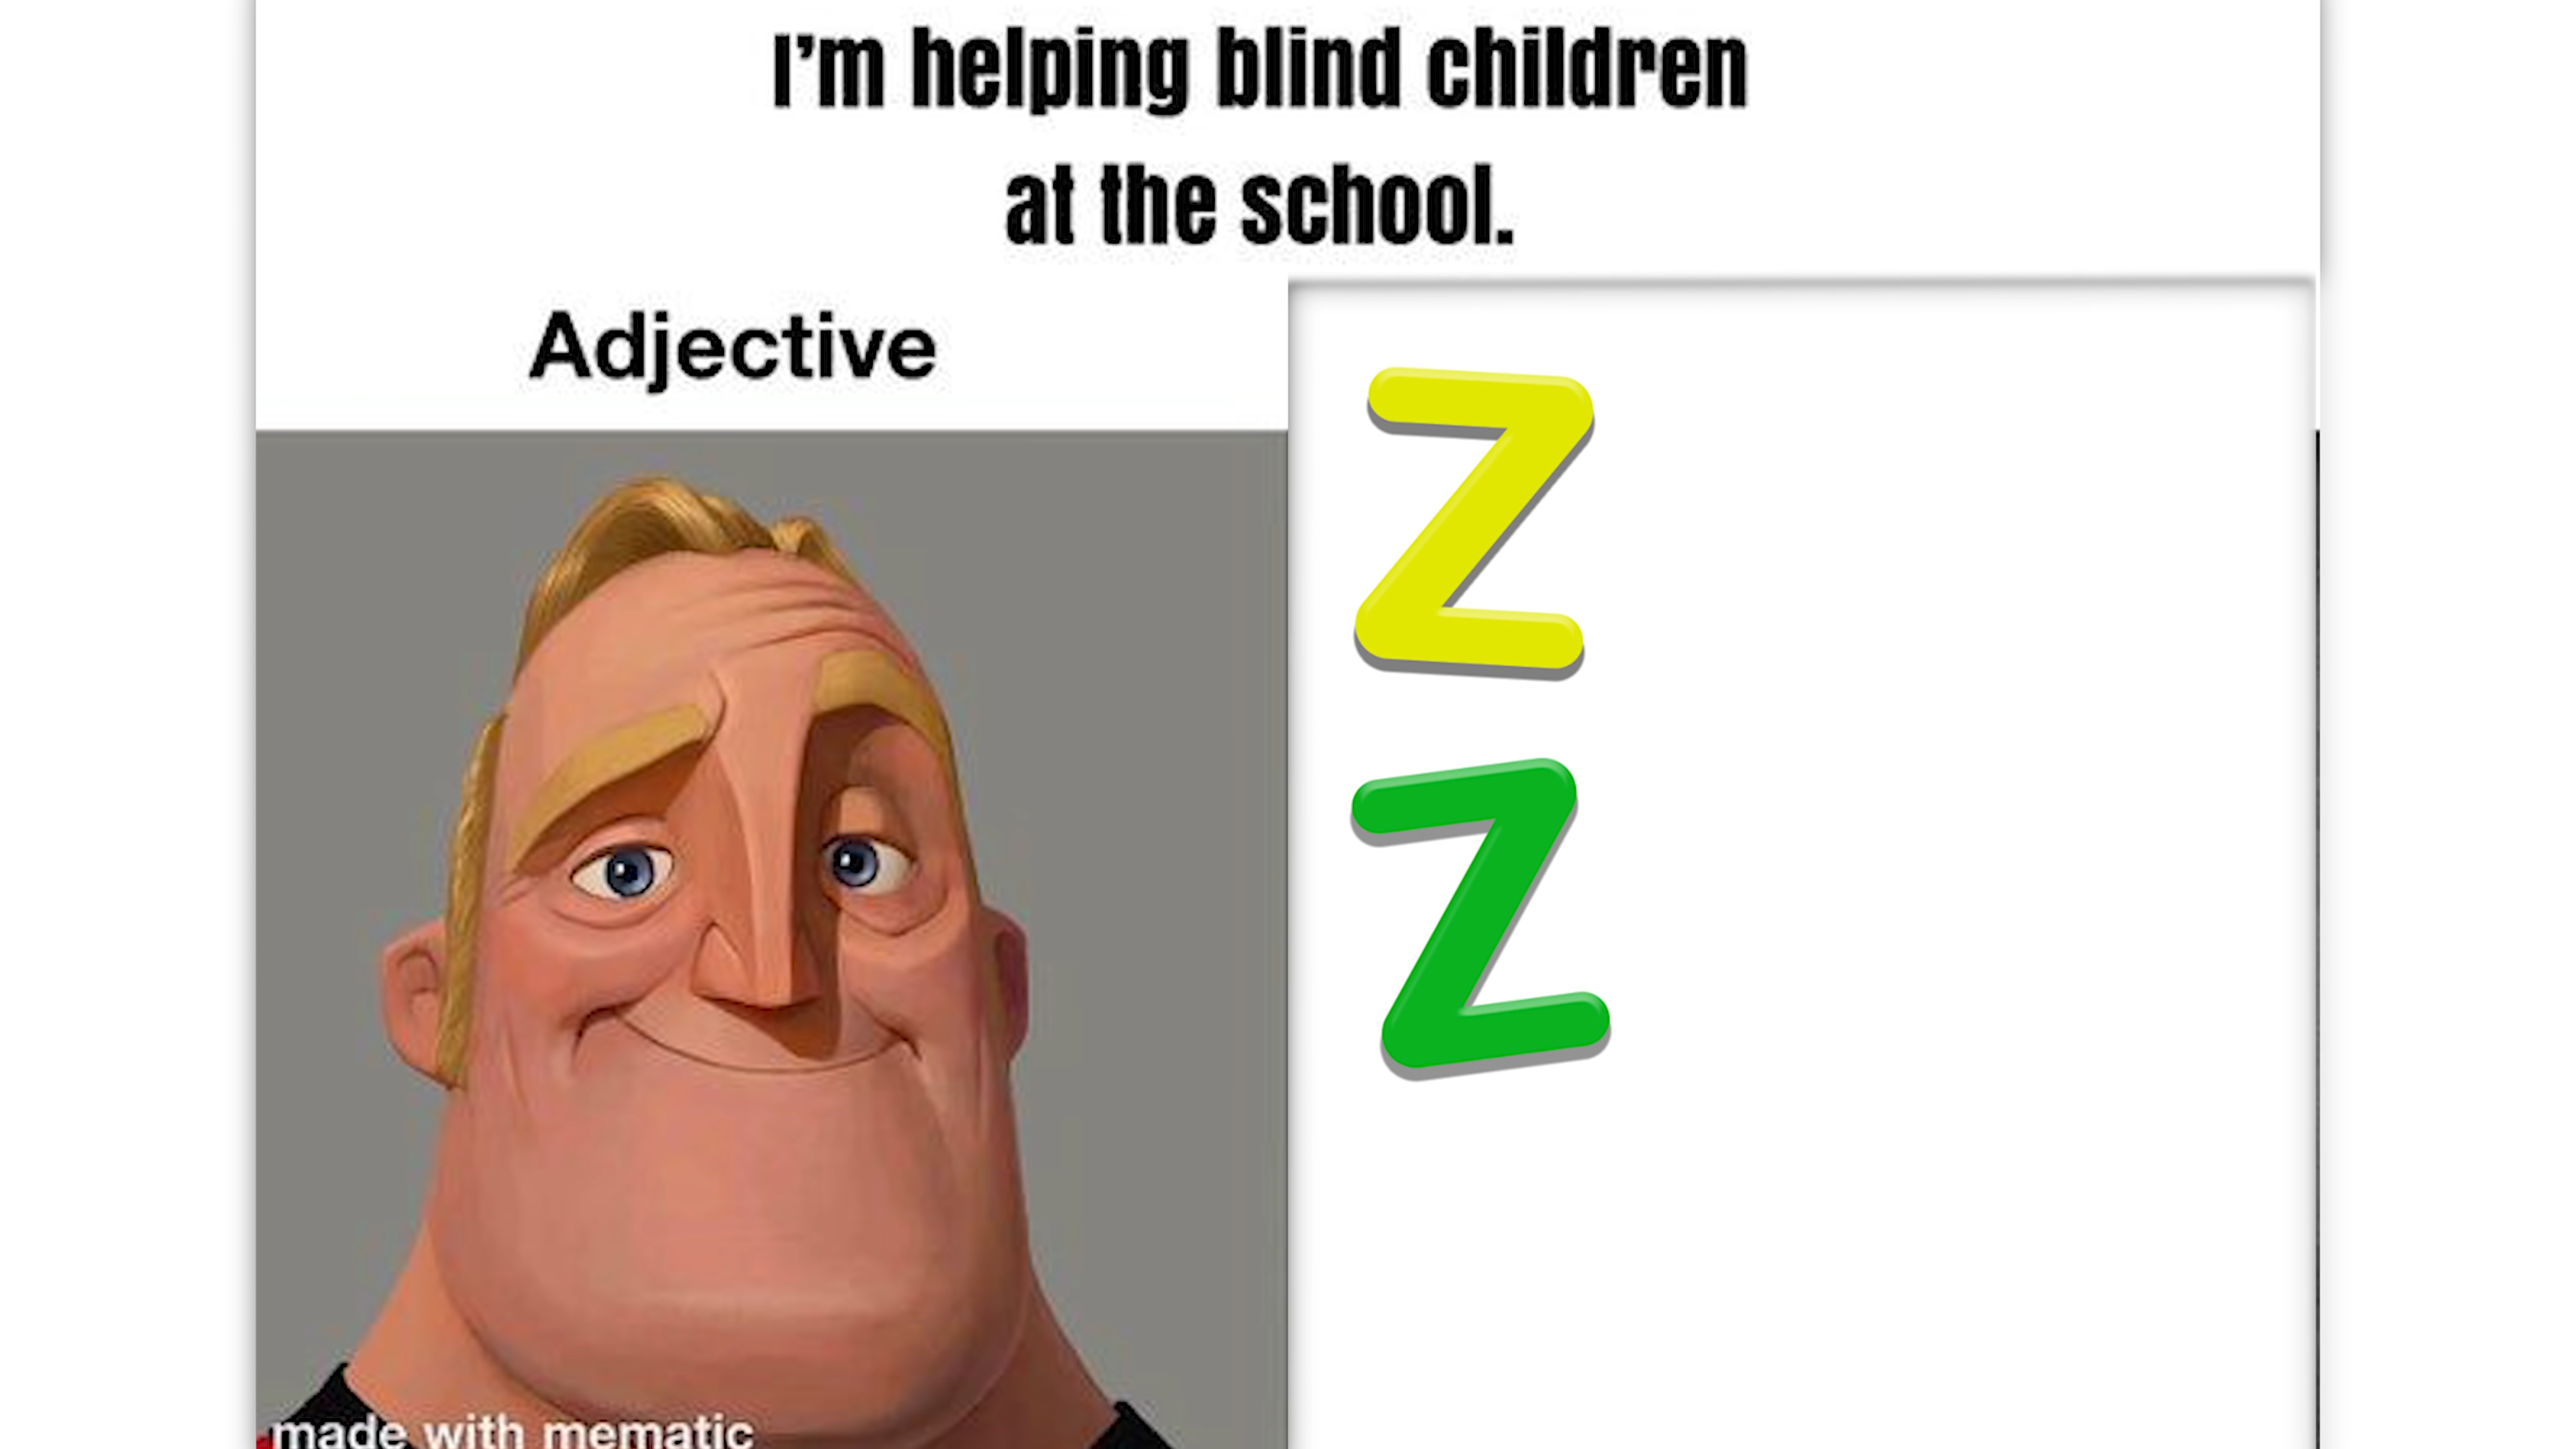 I'm helping blind children
at the school.
Adjective
Z
Z
made with mematic